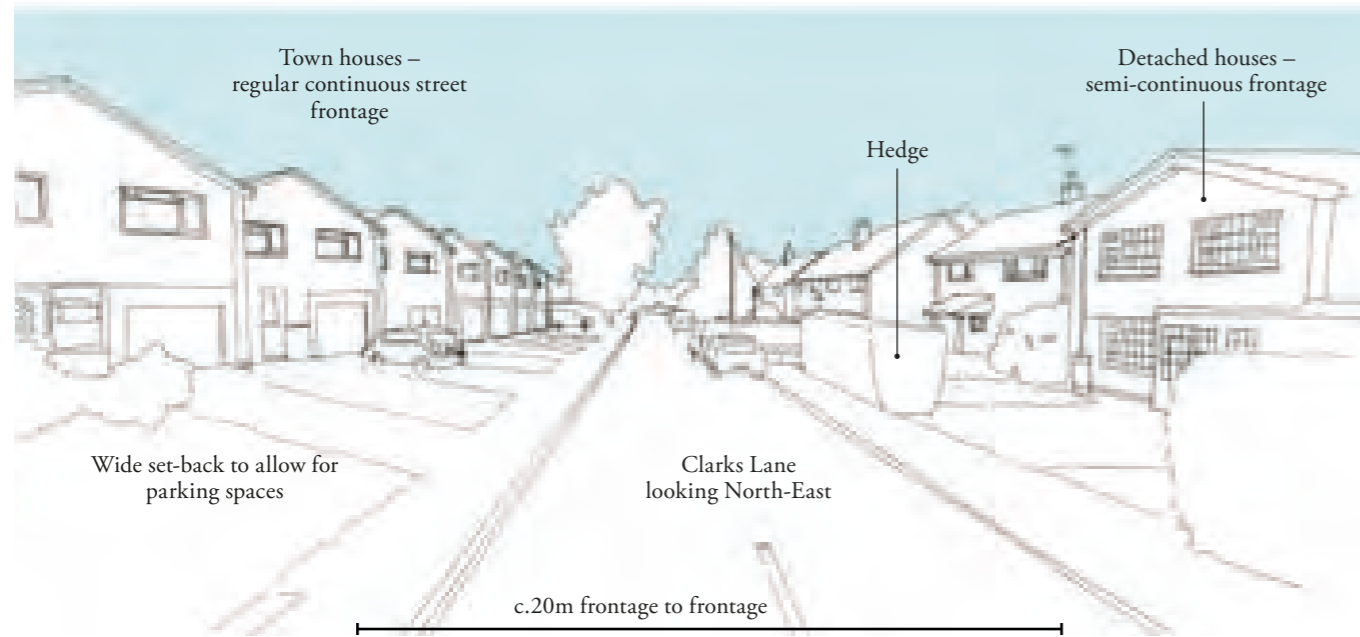 Town houses –
regular continuous street
frontage
Detached houses –
semi-continuous frontage
Hedge
Wide set-back to allow for
parking spaces
Clarks Lane
looking North-East
c.20m frontage to frontage